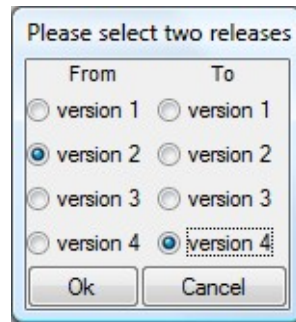 Please select two releases
From To
version 1 version 1
version 2 version 2
version 3 version 3
version 4 version 4
Ok Cancel